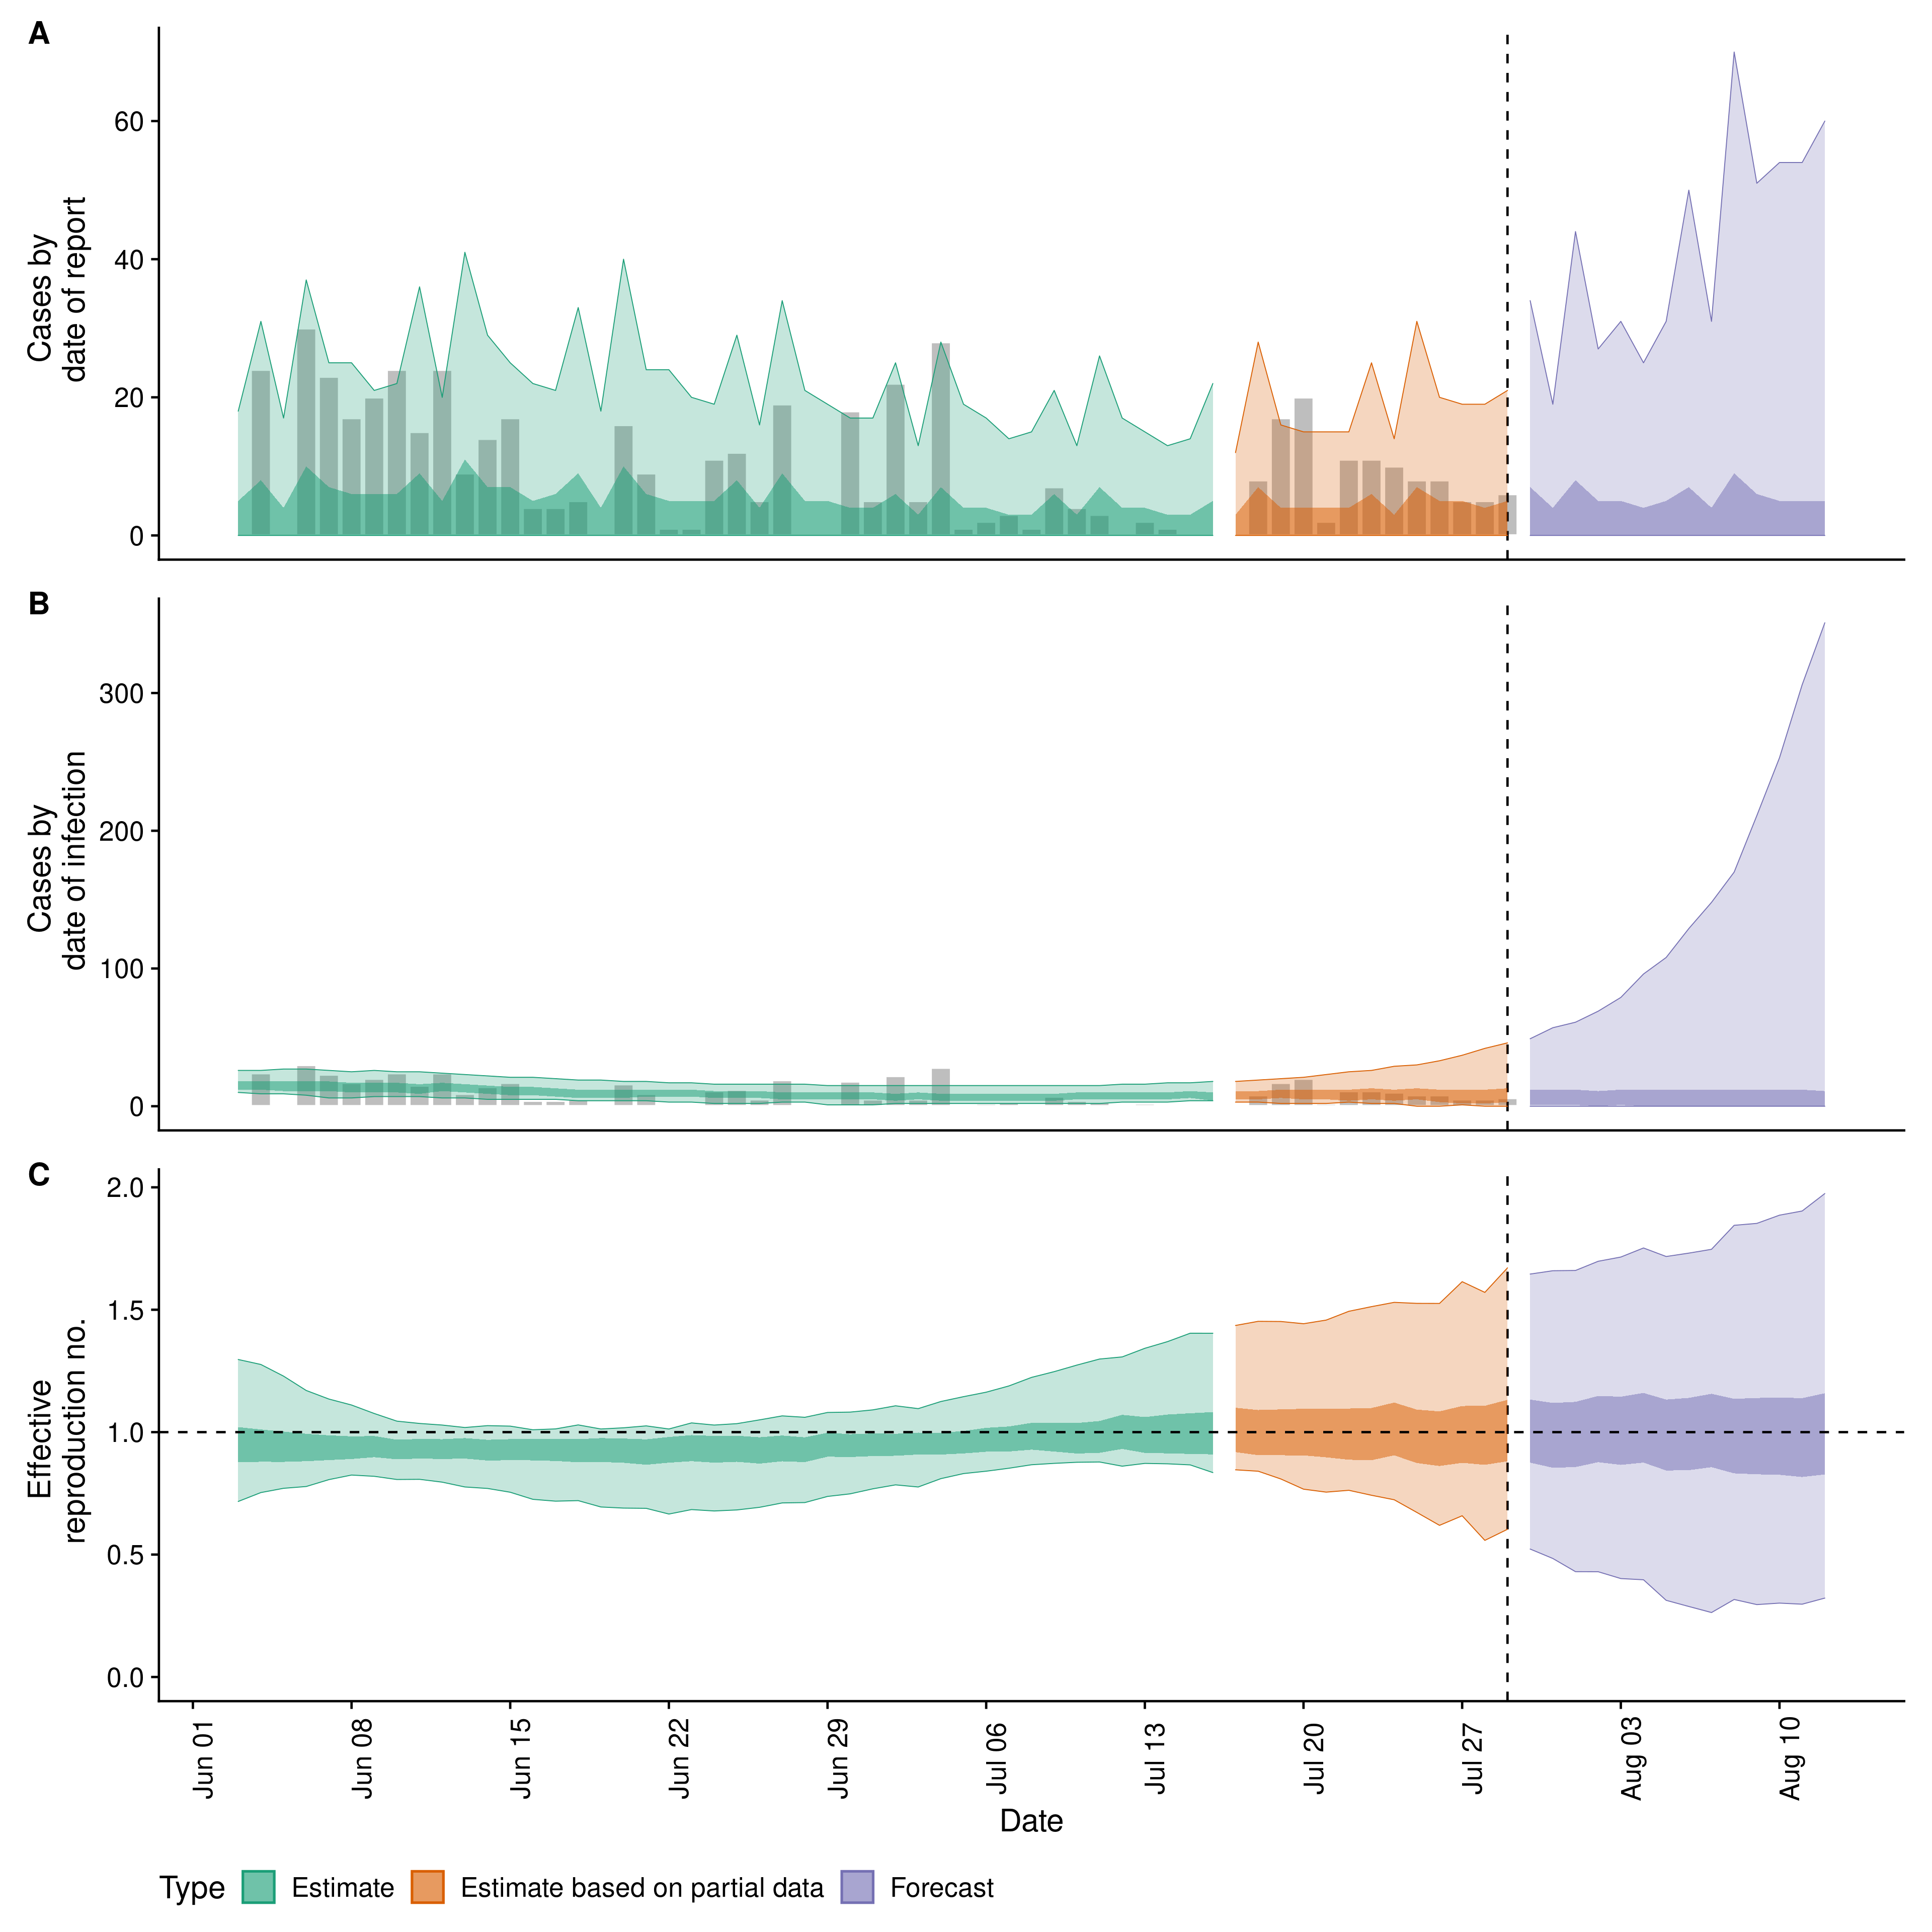 A
Cases by
date of report
60
40
20
0
B
Cases by
date of infection
300
200
100
0
C
Effective
reproduction no.
2.0
1.5
1.0
0.5
0.0
Jun 01
Jun 08
Jun 15
Jun 22
Jun 29
Jul 06
Jul 13
Jul 20
Jul 27
Aug 03
Aug 10
Date
Type Estimate Estimate based on partial data Forecast